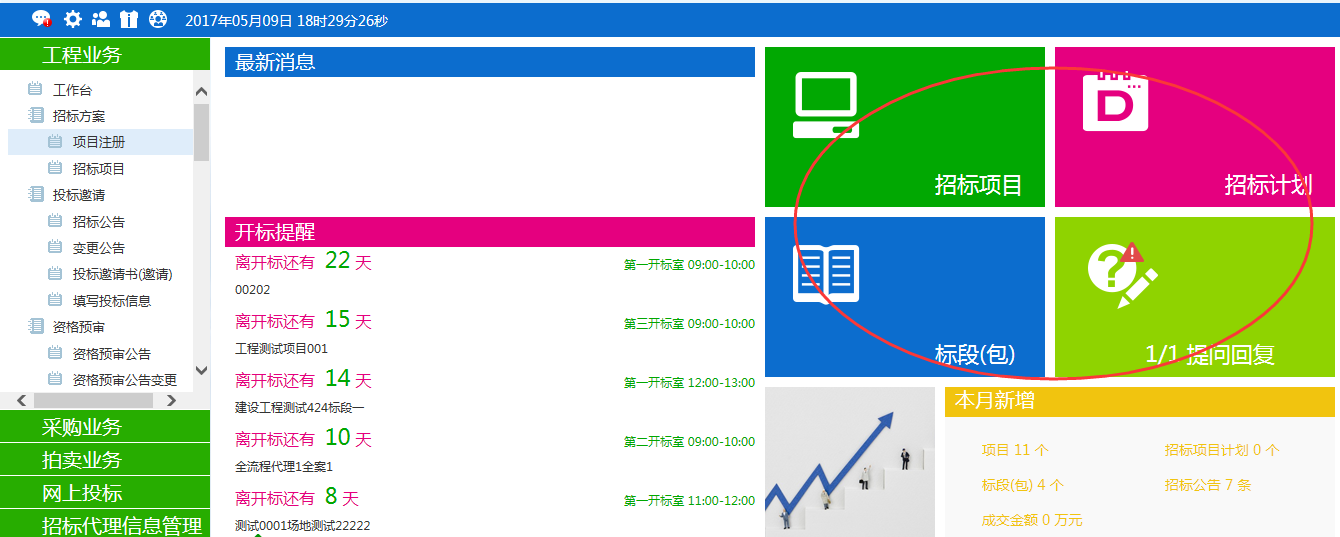 2017年05月09日 18时29分26秒
工程业务
工作台
招标方案
项目注册
招标项目
投标邀请
招标公告
变更公告
投标邀请书(邀请)
填写投标信息
资格预审
资格预审公告
资格预审公告变更
采购业务
拍卖业务
网上投标
招标代理信息管理
最新消息
开标提醒
离开标还有 22 天 第一开标室 09:00-10:00
00202
离开标还有 15 天 第三开标室 09:00-10:00
工程测试项目001
离开标还有 14 天 第一开标室 12:00-13:00
建设工程测试424标段一
离开标还有 10 天 第二开标室 09:00-10:00
全流程代理1全案1
离开标还有 8 天 第一开标室 11:00-12:00
测试0001场地测试22222
招标项目
D
招标计划
标段(包)
?
!
1/1 提问回复
本月新增
项目 11 个 招标项目计划 0 个
标段(包) 4 个 招标公告 7 条
成交金额 0 万元